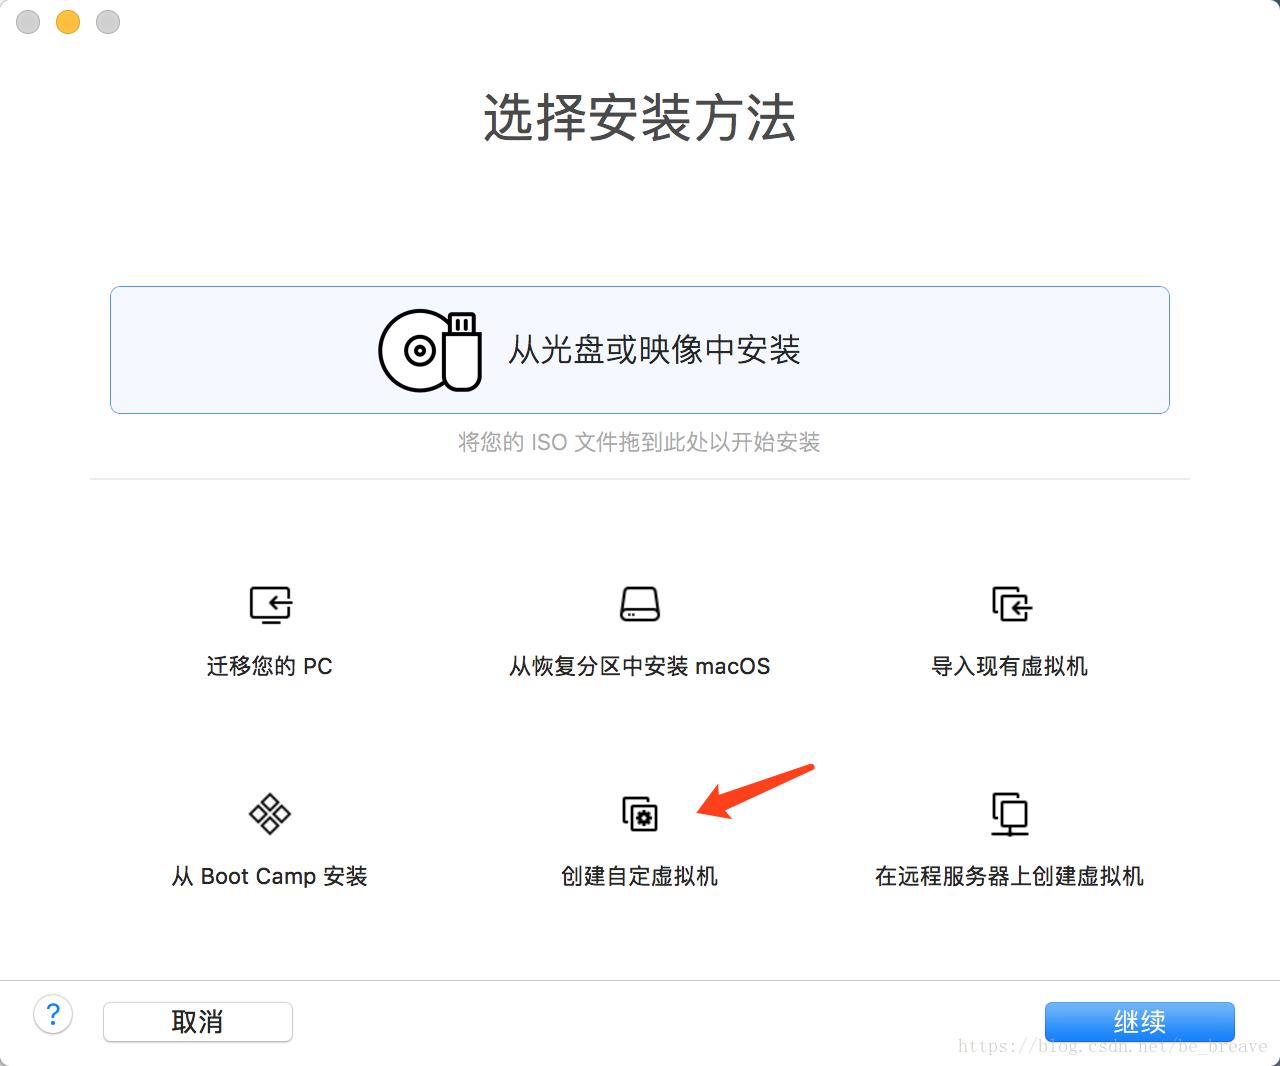 选择安装方法
从光盘或映像中安装
将您的 ISO 文件拖到此处以开始安装
迁移您的 PC
从恢复分区中安装 macOS
导入现有虚拟机
从 Boot Camp 安装
创建自定虚拟机
在远程服务器上创建虚拟机
?
取消
继续
https://blog.csdn.net/be_breave